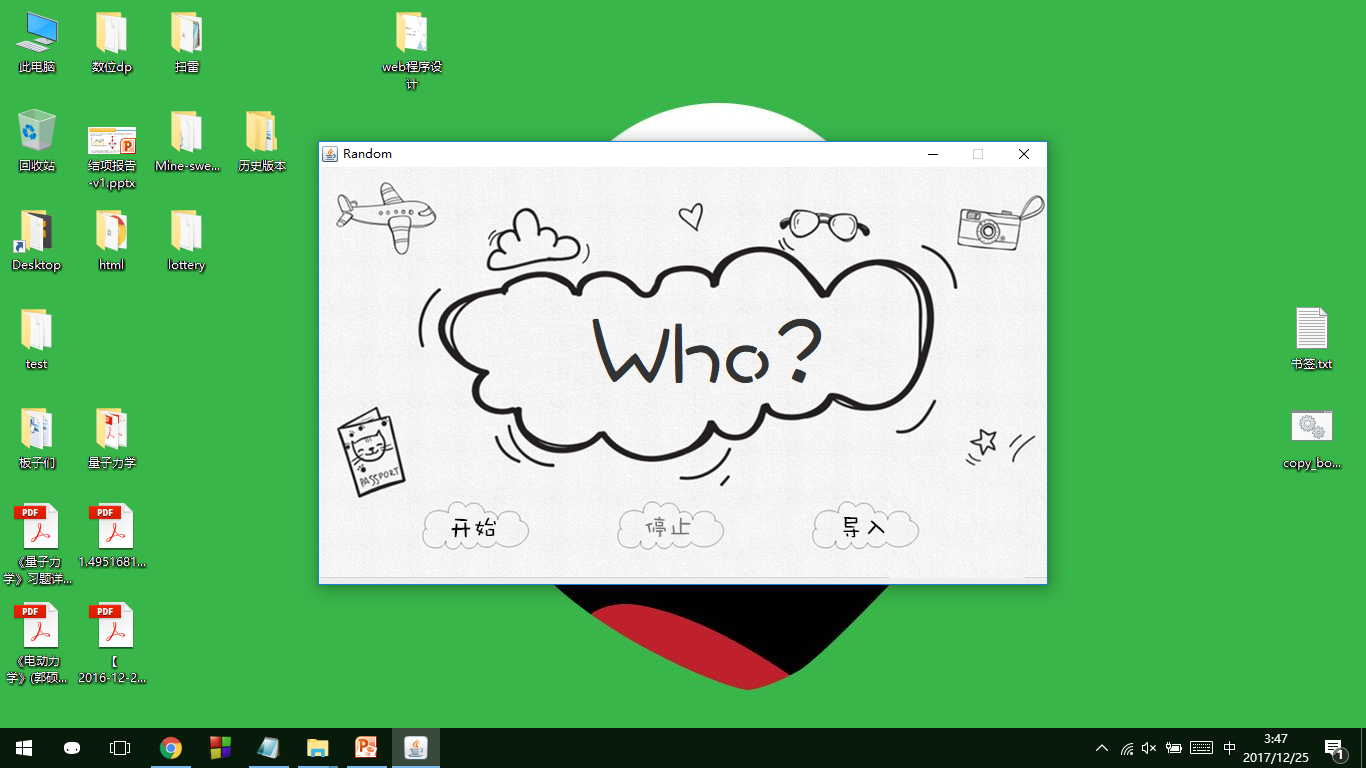 此电脑
数位dp
扫雷
web程序设
计
回收站
结项报告
-v1.pptx
Mine-swe...
历史版本
Desktop
html
lottery
test
板子们
量子力学
PDF
《量子力
学》习题详...
PDF
1.4951681...
PDF
《电动力
学》(郭硕...
PDF
【
2016-12-2...
Random
Who?
PASSPORT
开始
停止
导入
书签.txt
copy_bo...
中
3:47
2017/12/25
1